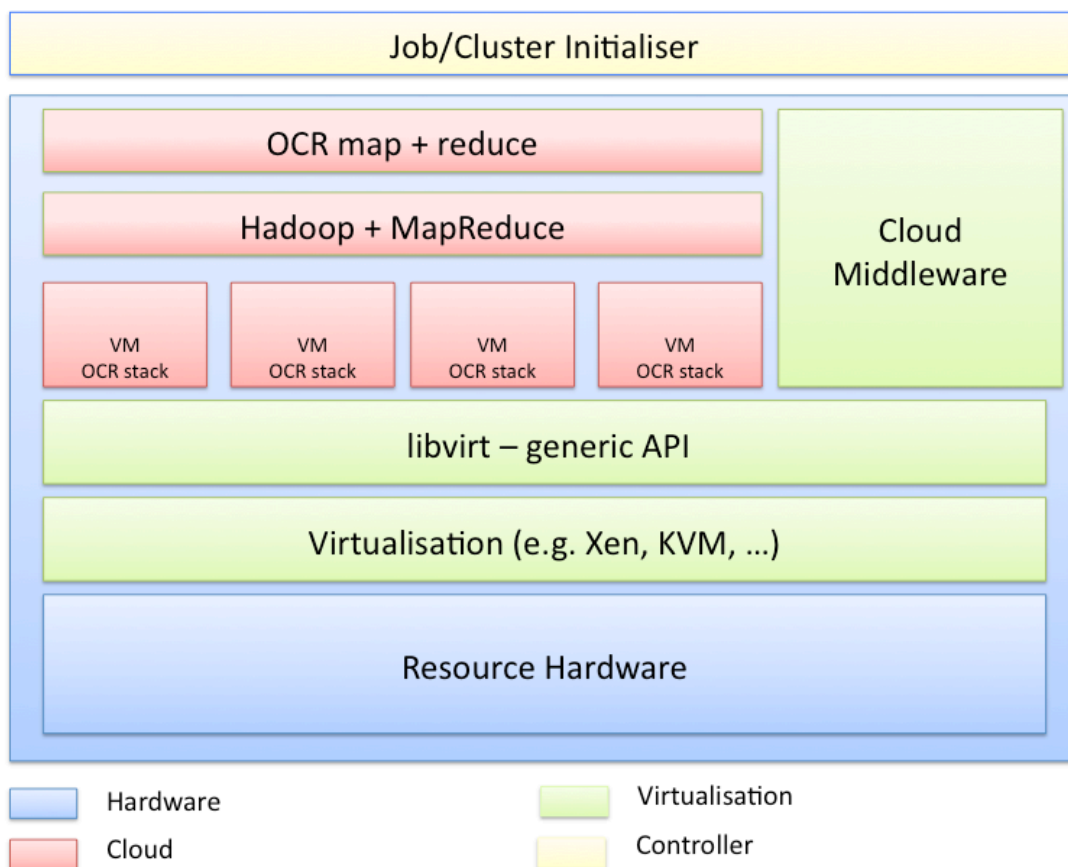 Job/Cluster Initialiser
OCR map + reduce
Hadoop + MapReduce
Cloud
Middleware
VM
OCR stack
VM
OCR stack
VM
OCR stack
VM
OCR stack
libvirt – generic API
Virtualisation (e.g. Xen, KVM, …)
Resource Hardware
Hardware
Virtualisation
Cloud
Controller